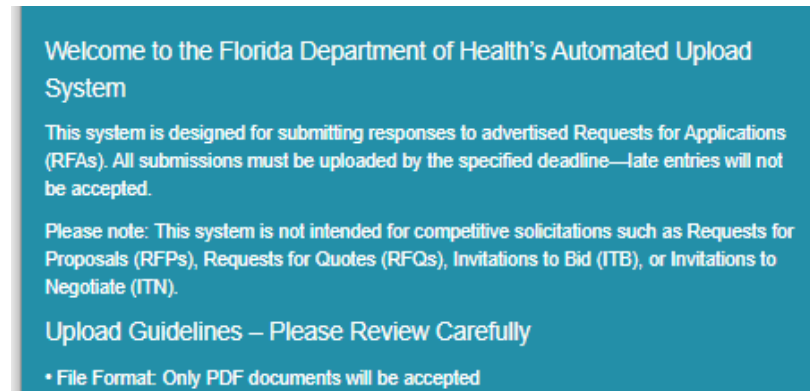 Welcome to the Florida Department of Health’s Automated Upload
System
This system is designed for submitting responses to advertised Requests for Applications
(RFAs). All submissions must be uploaded by the specified deadline—late entries will not
be accepted.
Please note: This system is not intended for competitive solicitations such as Requests for
Proposals (RFPs), Requests for Quotes (RFQs), Invitations to Bid (ITB), or Invitations to
Negotiate (ITN).
Upload Guidelines – Please Review Carefully
• File Format: Only PDF documents will be accepted